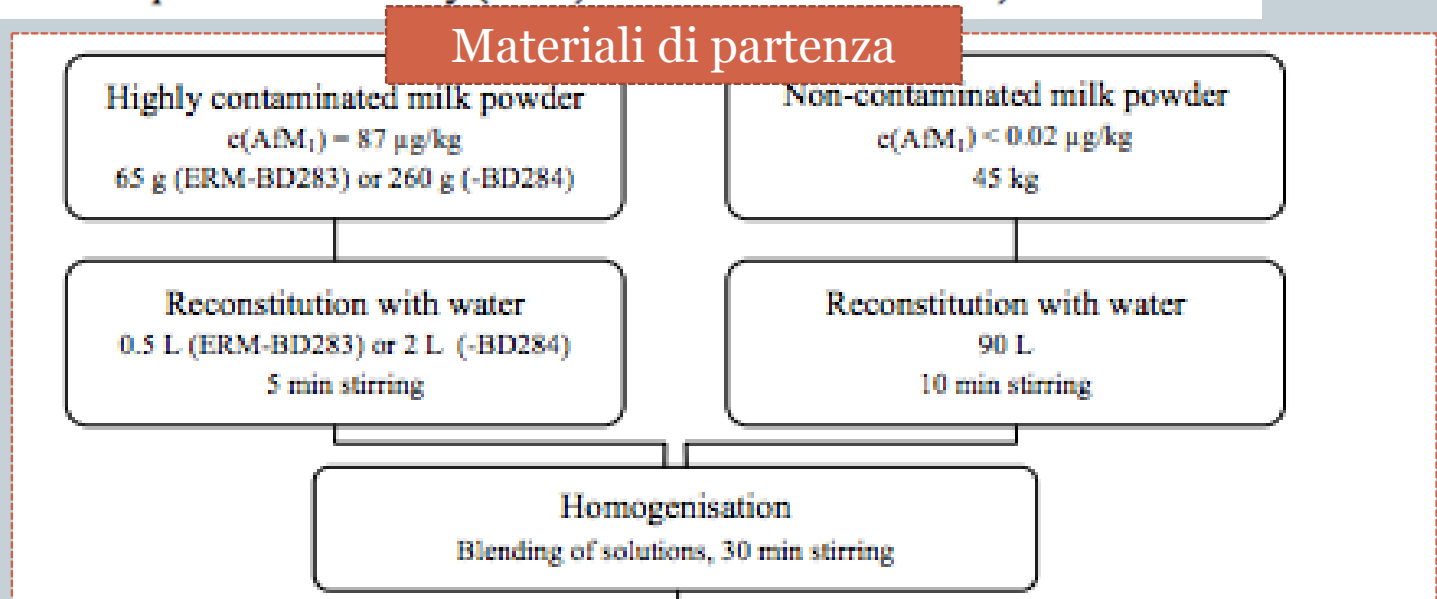 Materiali di partenza
Highly contaminated milk powder
c(AfM₁) = 87 µg/kg
65 g (ERM-BD283) or 260 g (-BD284)
Non-contaminated milk powder
c(AfM₁) < 0.02 µg/kg
45 kg
Reconstitution with water
0.5 L (ERM-BD283) or 2 L (-BD284)
5 min stirring
Reconstitution with water
90 L
10 min stirring
Homogenisation
Blending of solutions, 30 min stirring